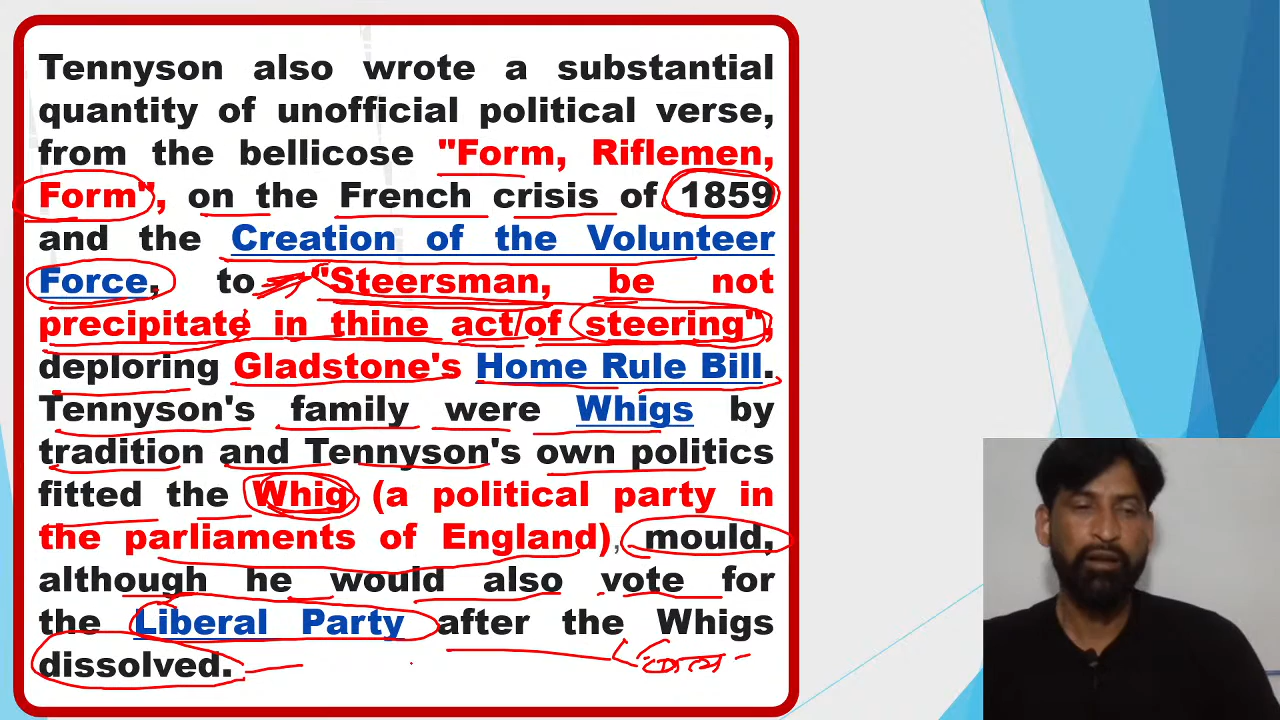 Tennyson also wrote a substantial
quantity of unofficial political verse,
from the bellicose "Form, Riflemen,
Form", on the French crisis of 1859
and the Creation of the Volunteer
Force, to "Steersman, be not
precipitate in thine act/of steering",
deploring Gladstone's Home Rule Bill.
Tennyson's family were Whigs by
tradition and Tennyson's own politics
fitted the Whig (a political party in
the parliaments of England), mould,
although he would also vote for
the Liberal Party after the Whigs
dissolved.